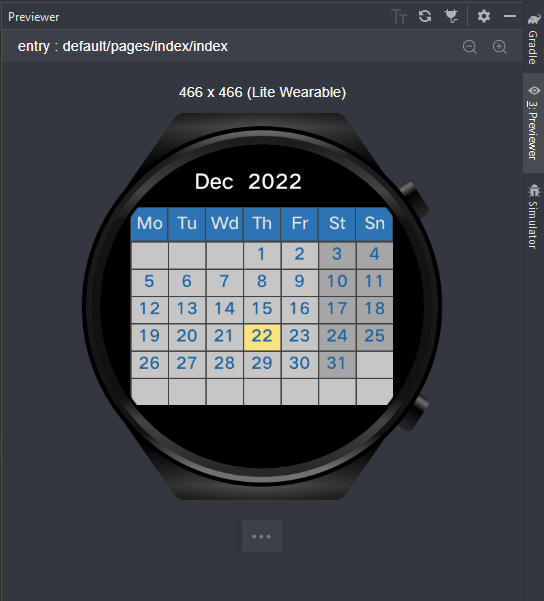 Previewer
entry : default/pages/index/index
466 x 466 (Lite Wearable)
Dec 2022
Mo Tu Wd Th Fr St Sn
1 2 3 4
5 6 7 8 9 10 11
12 13 14 15 16 17 18
19 20 21 22 23 24 25
26 27 28 29 30 31
Gradle
3: Previewer
Simulator